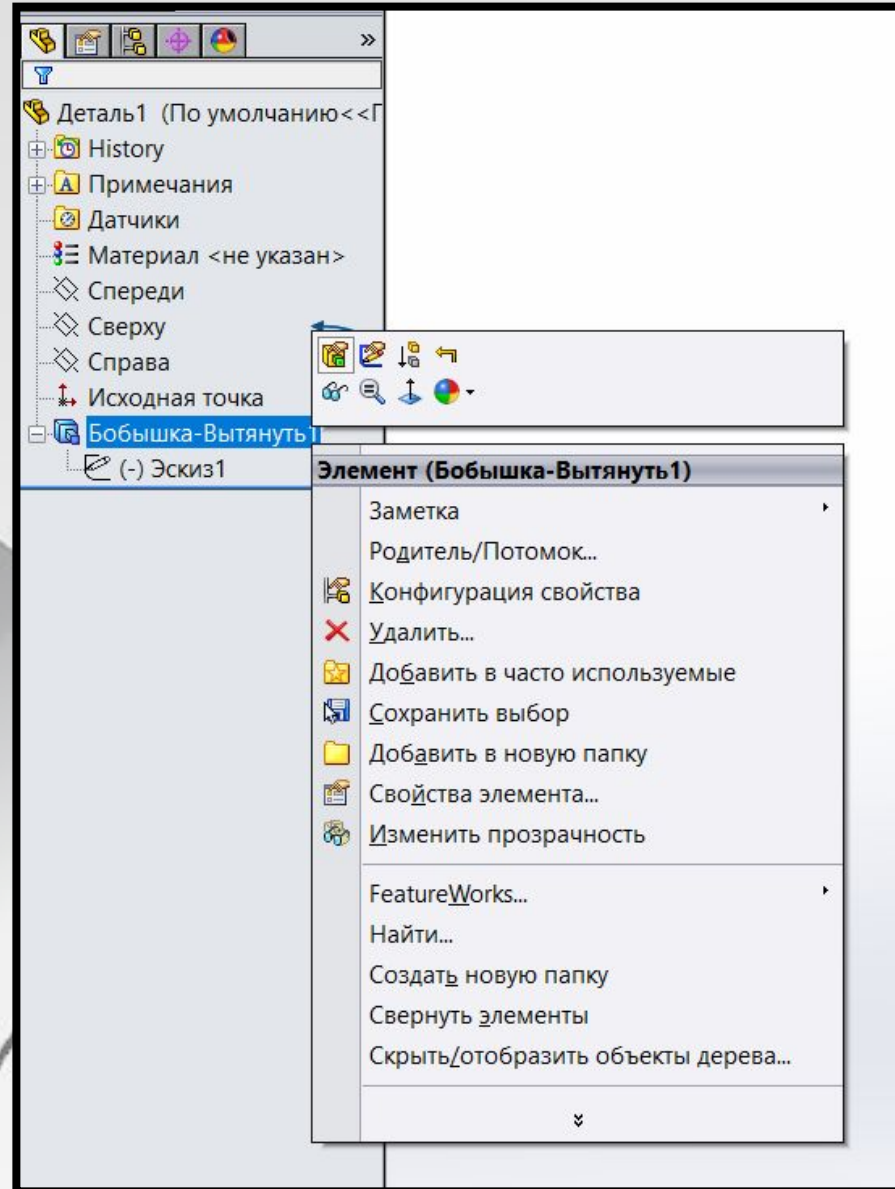 »
Деталь1 (По умолчанию<<Г
History
Примечания
Датчики
Материал <не указан>
Спереди
Сверху
Справа
Исходная точка
Бобышка-Вытянуть1
(-) Эскиз1
Элемент (Бобышка-Вытянуть1)
Заметка
Родитель/Потомок...
Конфигурация свойства
Удалить...
Добавить в часто используемые
Сохранить выбор
Добавить в новую папку
Свойства элемента...
Изменить прозрачность
FeatureWorks...
Найти...
Создать новую папку
Свернуть элементы
Скрыть/отобразить объекты дерева...